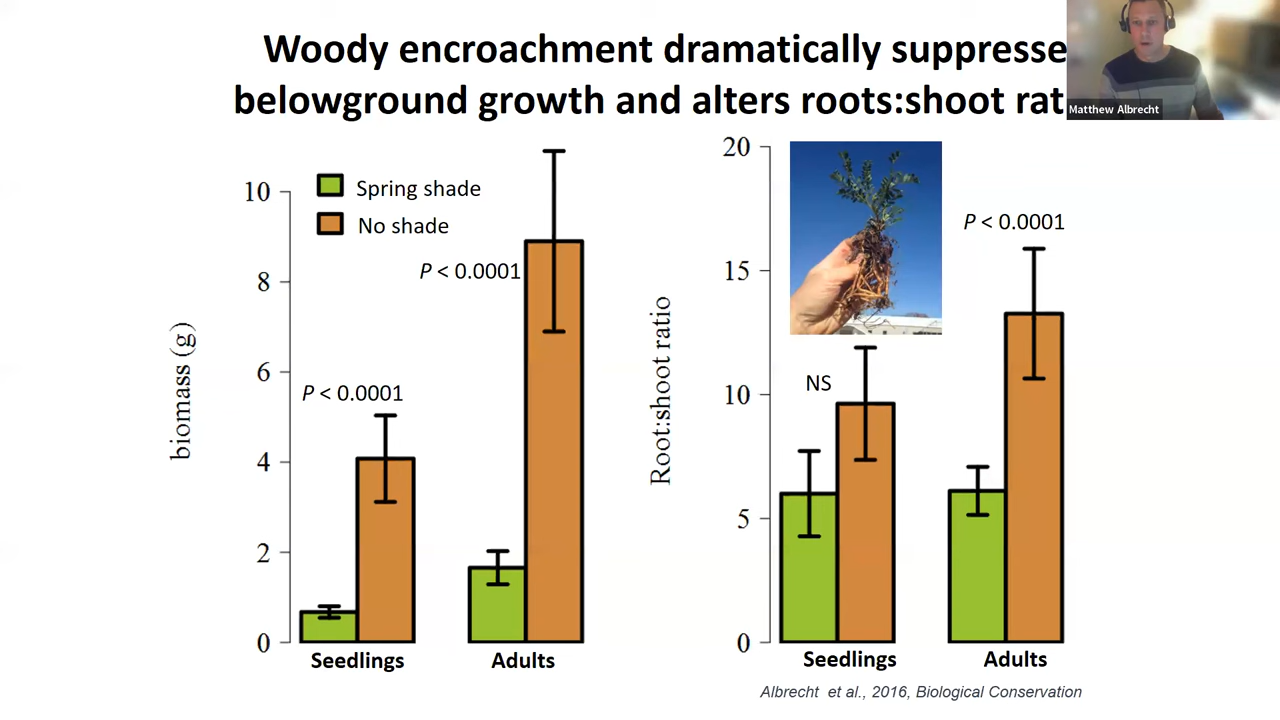 Woody encroachment dramatically suppresse
belowground growth and alters roots:shoot rat
Matthew Albrecht
biomass (g)
10
8
6
4
2
0
Spring shade
No shade
P < 0.0001
P < 0.0001
Seedlings
Adults
Root:shoot ratio
20
15
10
5
0
NS
P < 0.0001
Seedlings
Adults
Albrecht et al., 2016, Biological Conservation